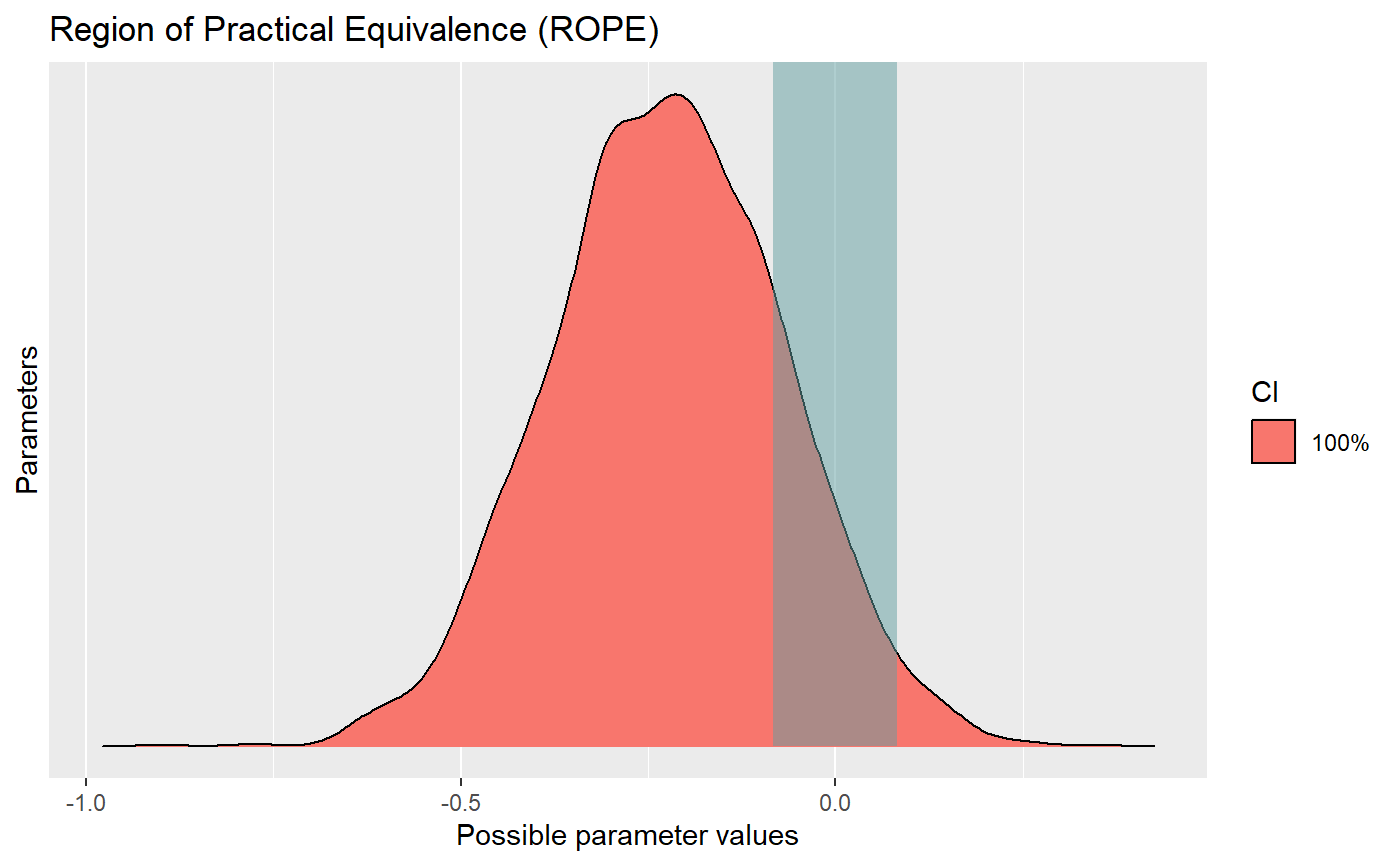 Region of Practical Equivalence (ROPE)
Parameters
CI
100%
-1.0
-0.5
0.0
Possible parameter values